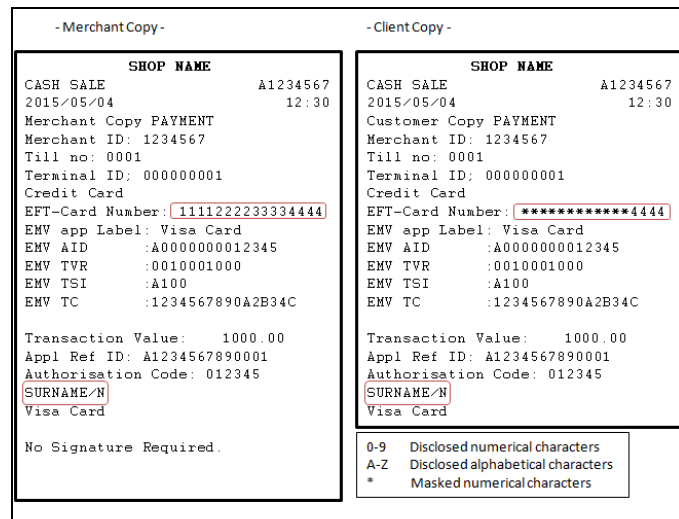 - Merchant Copy -
SHOP NAME
CASH SALE A1234567
2015/05/04 12:30
Merchant Copy PAYMENT
Merchant ID: 1234567
Till no: 0001
Terminal ID; 000000001
Credit Card
EFT-Card Number: 1111222233334444
EMV app Label: Visa Card
EMV AID :A0000000012345
EMV TVR :0010001000
EMV TSI :A100
EMV TC :1234567890A2B34C
Transaction Value: 1000.00
Appl Ref ID: A1234567890001
Authorisation Code: 012345
SURNAME/N
Visa Card
No Signature Required.
- Client Copy -
SHOP NAME
CASH SALE A1234567
2015/05/04 12:30
Customer Copy PAYMENT
Merchant ID: 1234567
Till no: 0001
Terminal ID; 000000001
Credit Card
EFT-Card Number: ************4444
EMV app Label: Visa Card
EMV AID :A0000000012345
EMV TVR :0010001000
EMV TSI :A100
EMV TC :1234567890A2B34C
Transaction Value: 1000.00
Appl Ref ID: A1234567890001
Authorisation Code: 012345
SURNAME/N
Visa Card
0-9 Disclosed numerical characters
A-Z Disclosed alphabetical characters
* Masked numerical characters